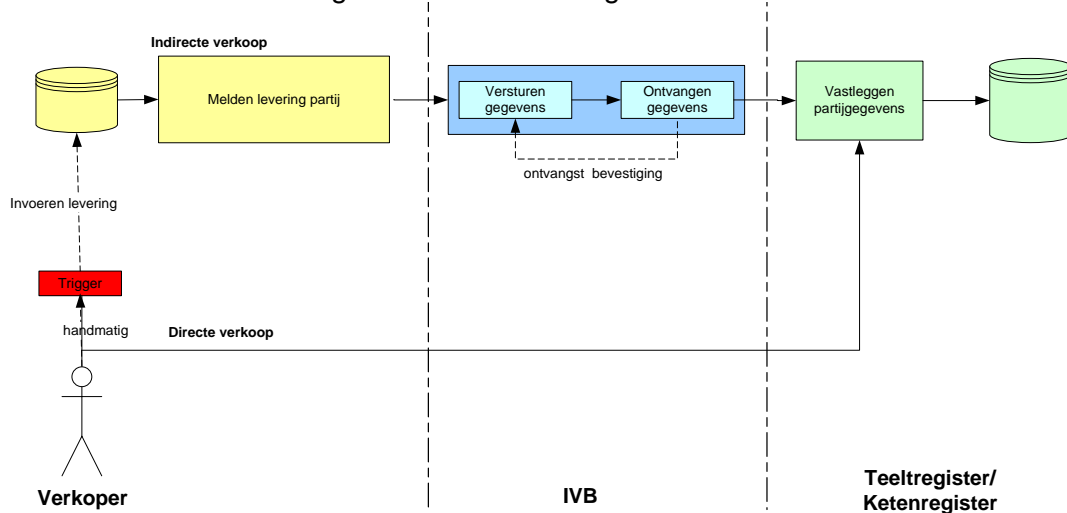 Indirecte verkoop
Melden levering partij
Versturen
gegevens
Ontvangen
gegevens
Vastleggen
partijgegevens
ontvangst bevestiging
Invoeren levering
Trigger
handmatig
Directe verkoop
Verkoper
IVB
Teeltregister/
Ketenregister